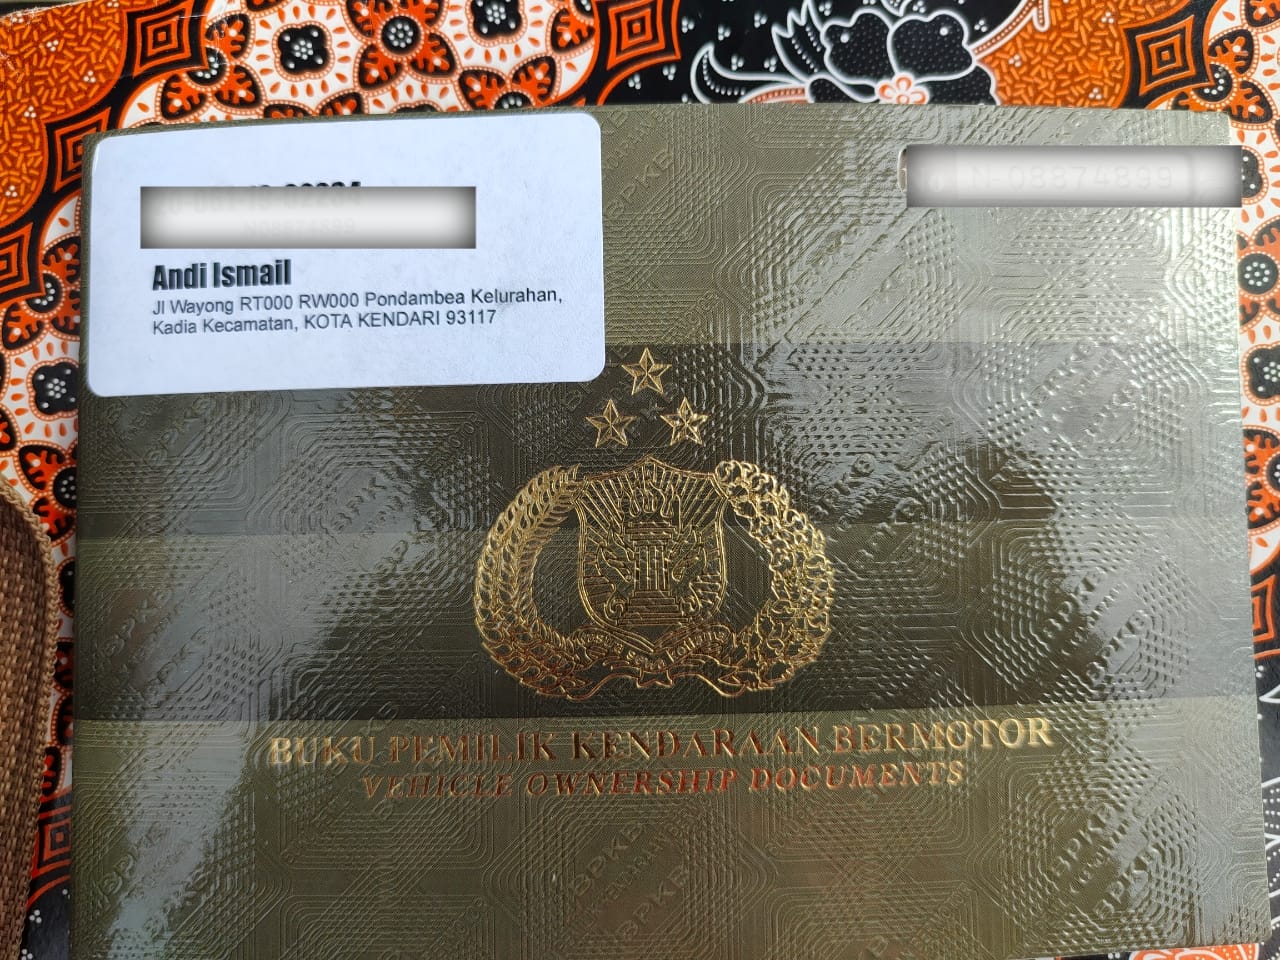 Andi Ismail
Jl Wayong RT000 RW000 Pondambea Kelurahan,
Kadia Kecamatan, KOTA KENDARI 93117
BUKU PEMILIK KENDARAAN BERMOTOR
VEHICLE OWNERSHIP DOCUMENTS